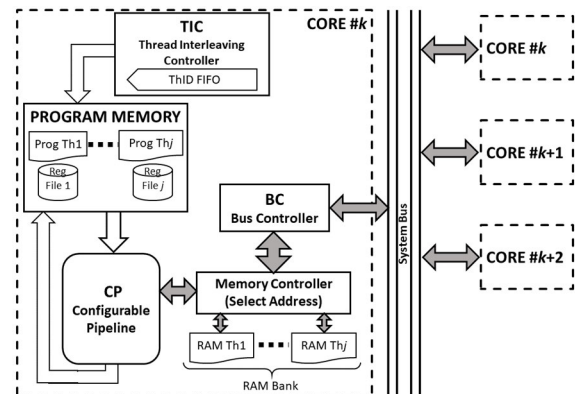 TIC
Thread Interleaving
Controller
ThID FIFO
CORE #k
PROGRAM MEMORY
Prog Th1
Prog Thj
Reg
File 1
Reg
File j
BC
Bus Controller
CP
Configurable
Pipeline
Memory Controller
(Select Address)
RAM Th1
RAM Thj
RAM Bank
System Bus
CORE #k
CORE #k+1
CORE #k+2